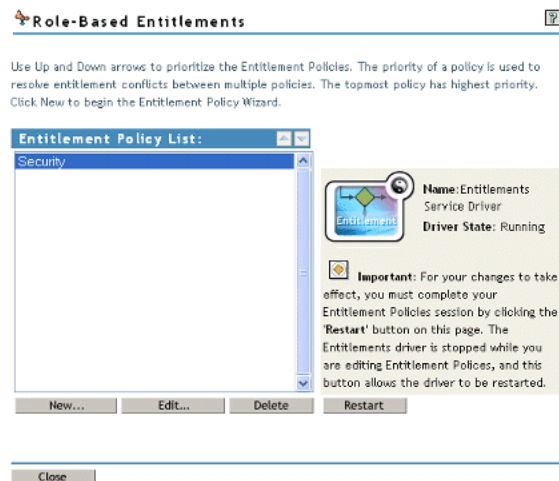 Role-Based Entitlements
?
Use Up and Down arrows to prioritize the Entitlement Policies. The priority of a policy is used to
resolve entitlement conflicts between multiple policies. The topmost policy has highest priority.
Click New to begin the Entitlement Policy Wizard.
Entitlement Policy List:
Security
Entitlement
Name:Entitlements
Service Driver
Driver State: Running
Important: For your changes to take
effect, you must complete your
Entitlement Policies session by clicking the
'Restart' button on this page. The
Entitlements driver is stopped while you
are editing Entitlement Polices, and this
button allows the driver to be restarted.
New... Edit... Delete Restart
Close